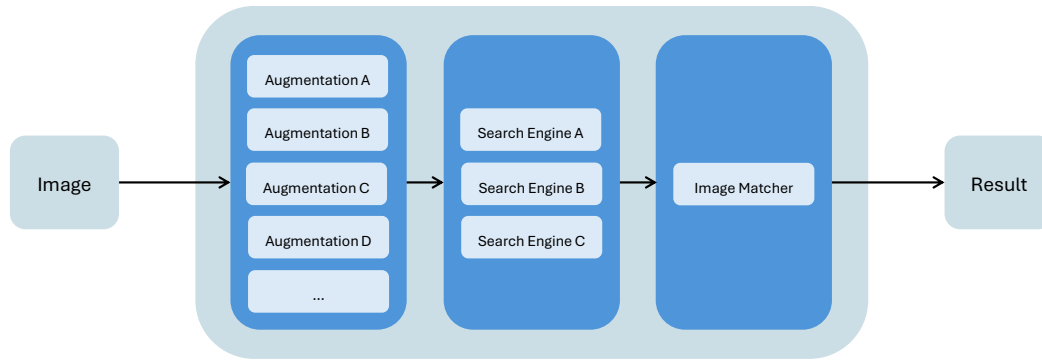 Image
Augmentation A
Augmentation B
Augmentation C
Augmentation D
...
Search Engine A
Search Engine B
Search Engine C
Image Matcher
Result